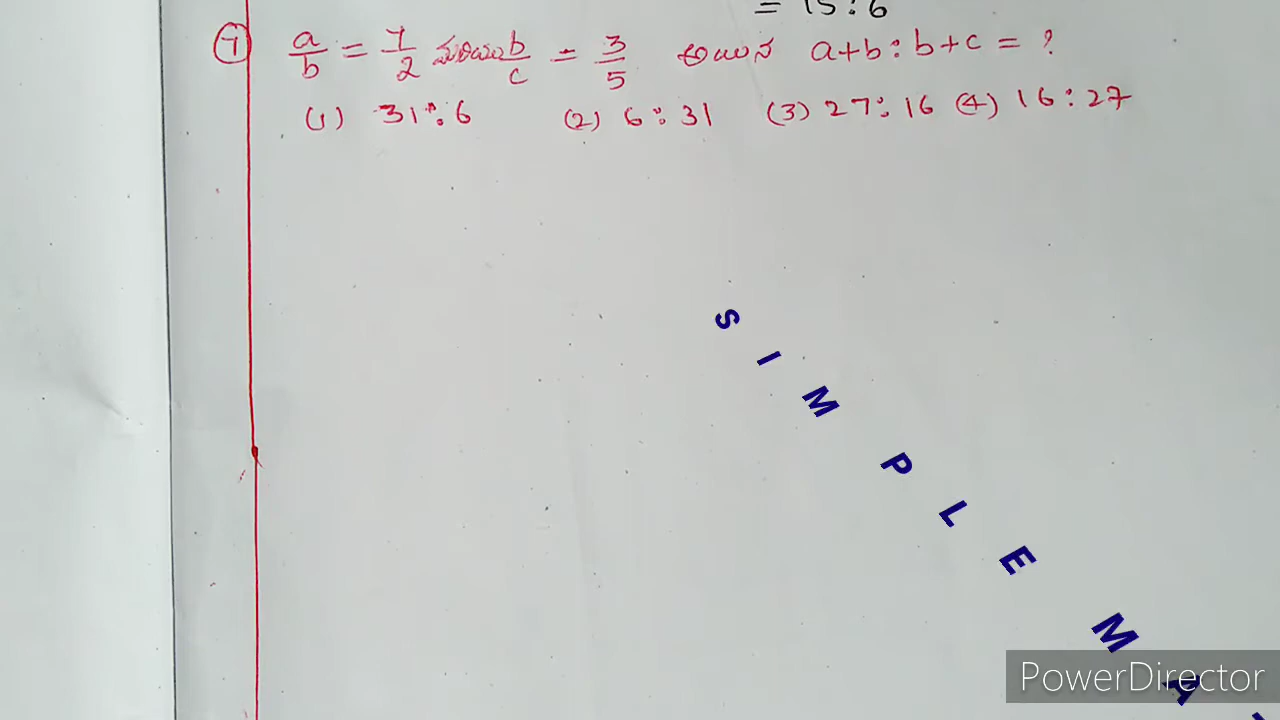 = 15:6
(7) a/b = 7/2 మరియు b/c = 3/5 అయిన a+b : b+c = ?
(1) 31:6 (2) 6:31 (3) 27:16 (4) 16:27
S I M P L E M A T
PowerDirector